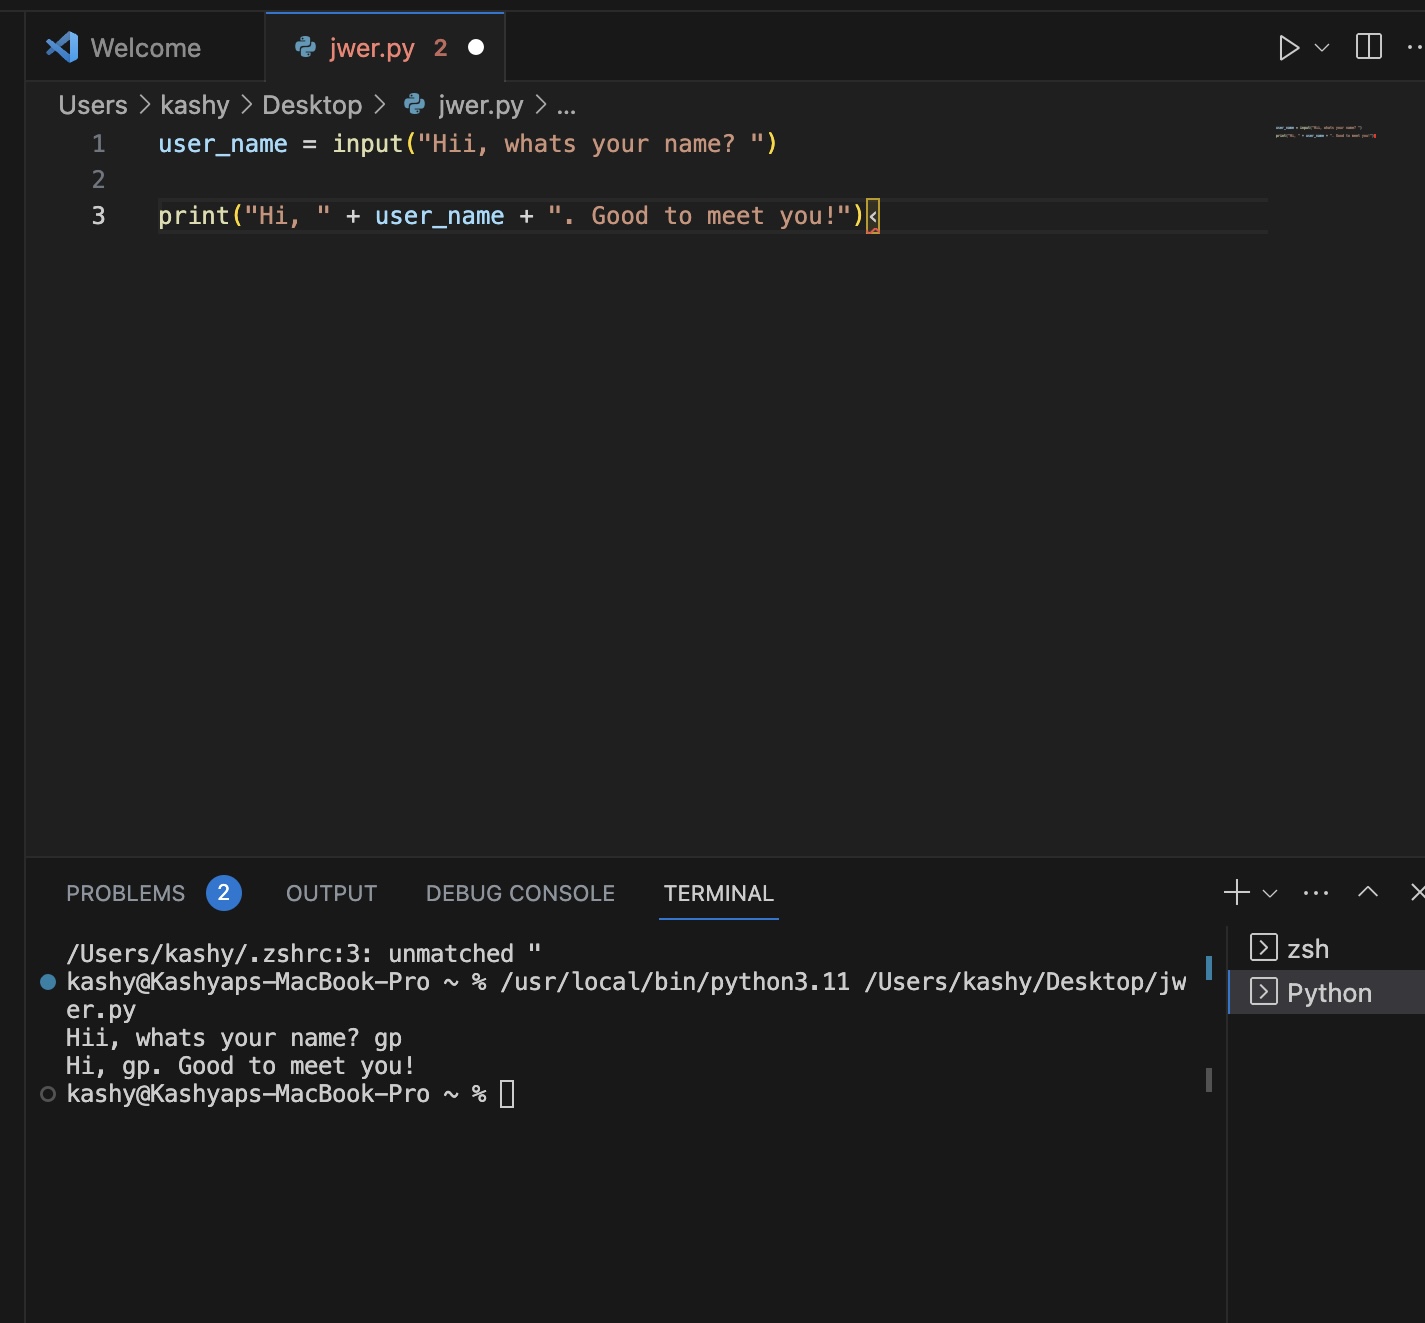 Welcome
jwer.py 2
Users > kashy > Desktop > jwer.py > ...
1 user_name = input("Hii, whats your name? ")
2
3 print("Hi, " + user_name + ". Good to meet you!")‹
PROBLEMS 2 OUTPUT DEBUG CONSOLE TERMINAL
/Users/kashy/.zshrc:3: unmatched "
kashy@Kashyaps-MacBook-Pro ~ % /usr/local/bin/python3.11 /Users/kashy/Desktop/jw
er.py
Hii, whats your name? gp
Hi, gp. Good to meet you!
kashy@Kashyaps-MacBook-Pro ~ %
zsh
Python